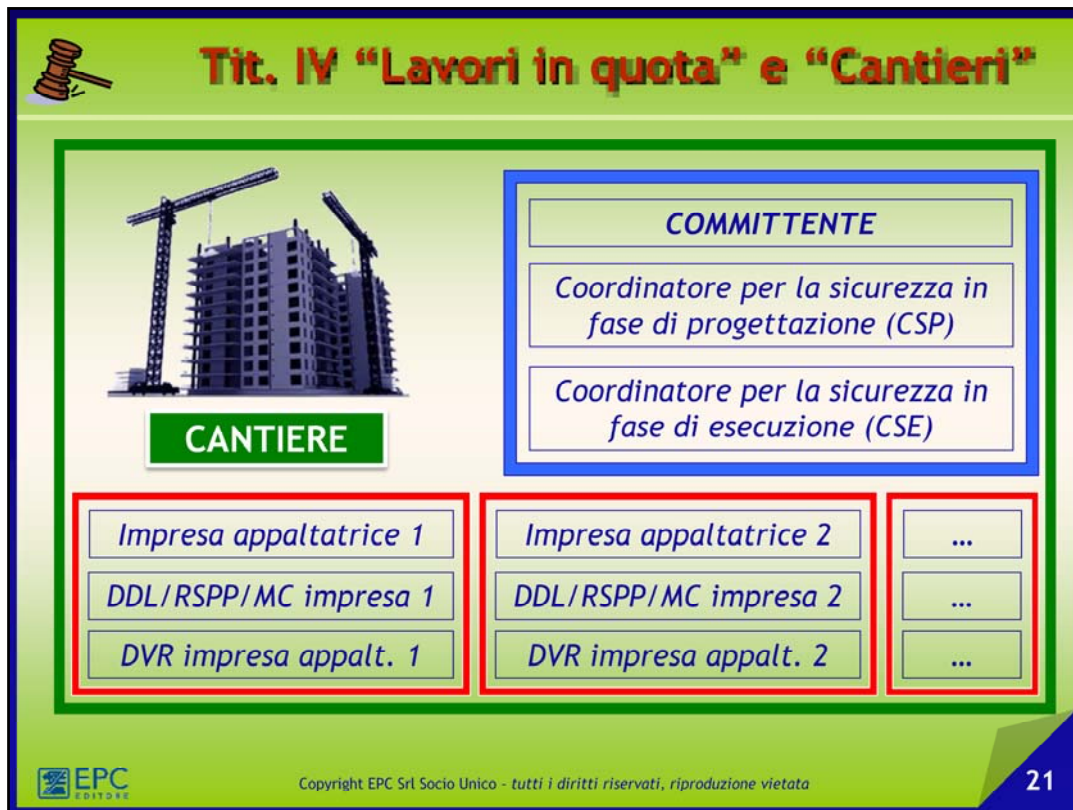 Tit. IV “Lavori in quota” e “Cantieri”
COMMITTENTE
Coordinatore per la sicurezza in
fase di progettazione (CSP)
Coordinatore per la sicurezza in
fase di esecuzione (CSE)
CANTIERE
Impresa appaltatrice 1
DDL/RSPP/MC impresa 1
DVR impresa appalt. 1
Impresa appaltatrice 2
DDL/RSPP/MC impresa 2
DVR impresa appalt. 2
...
...
...
EPC
EDITORE
Copyright EPC Srl Socio Unico - tutti i diritti riservati, riproduzione vietata
21